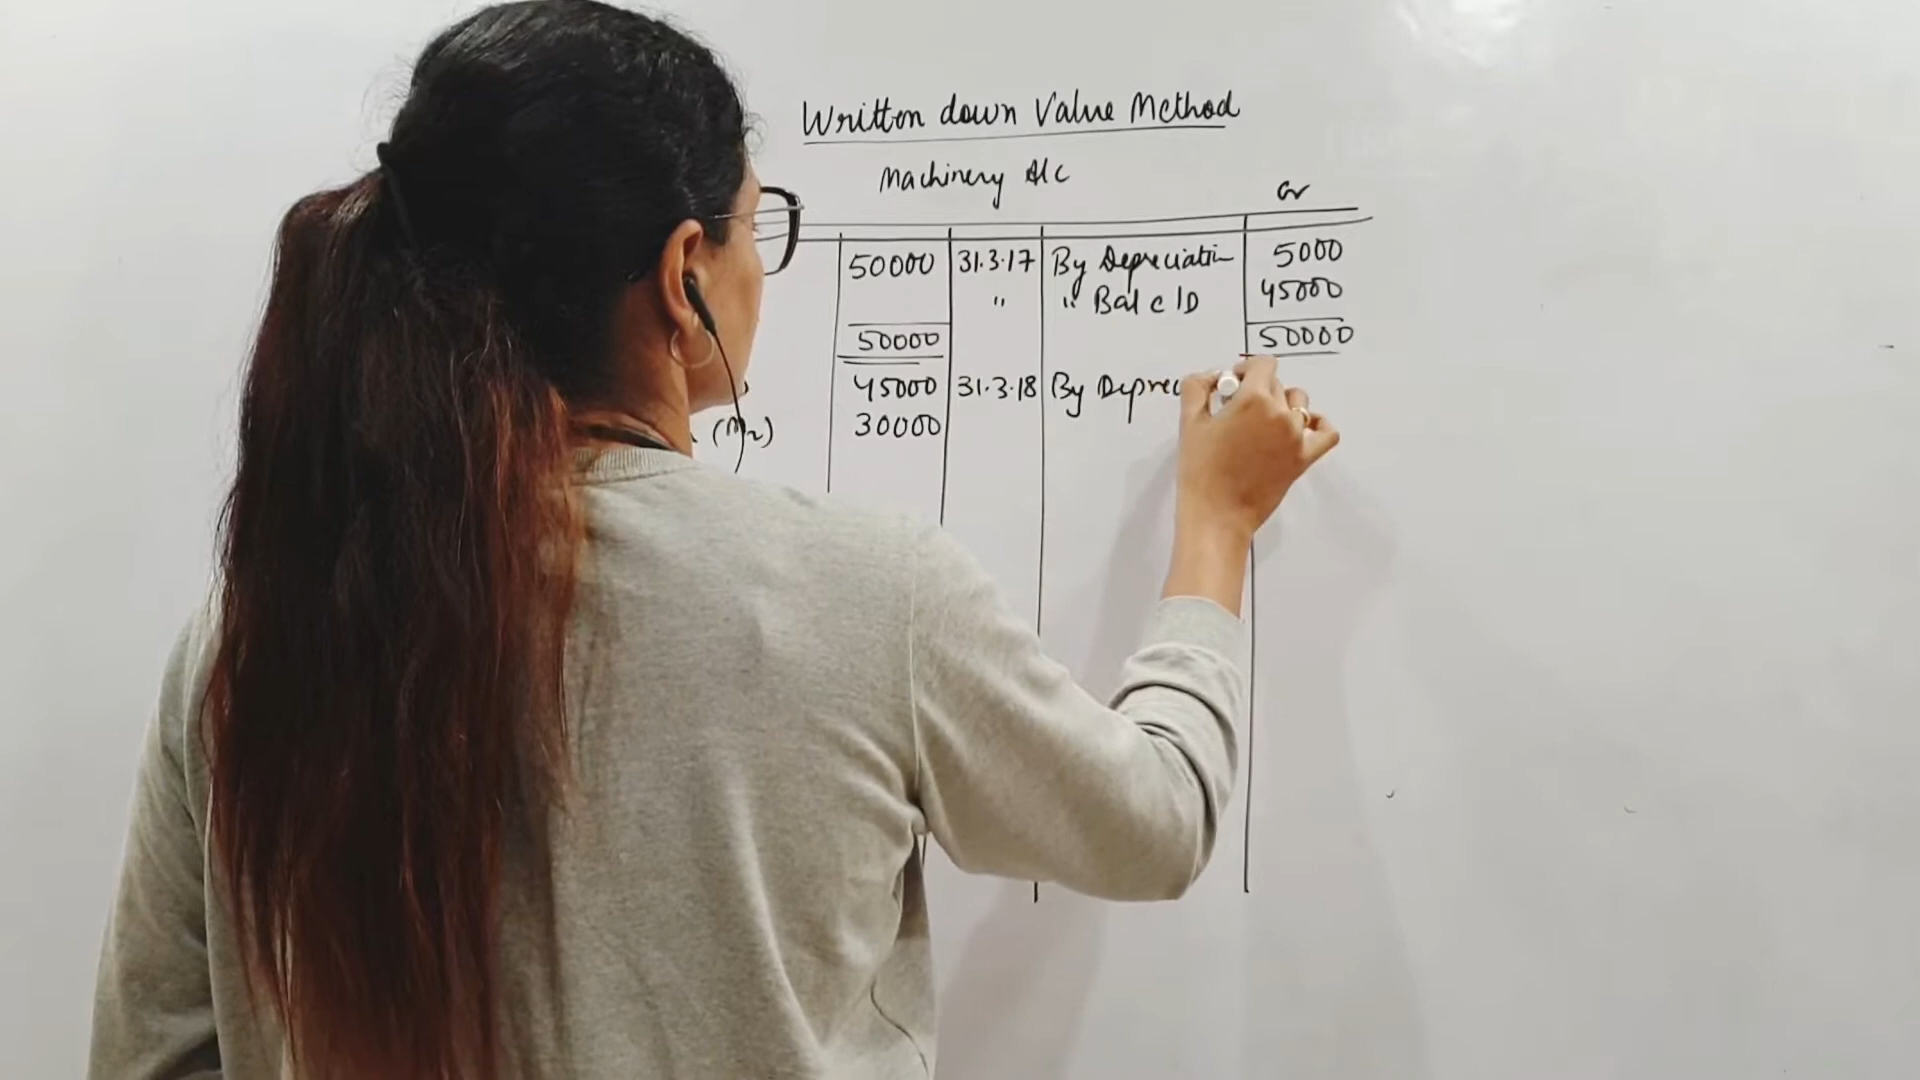 Written down Value Method
Machinery A/c
Cr
50000 31.3.17 By Depreciation 5000
" " Bal c/D 45000
50000 50000
45000 31.3.18 By Deprec
(M2) 30000